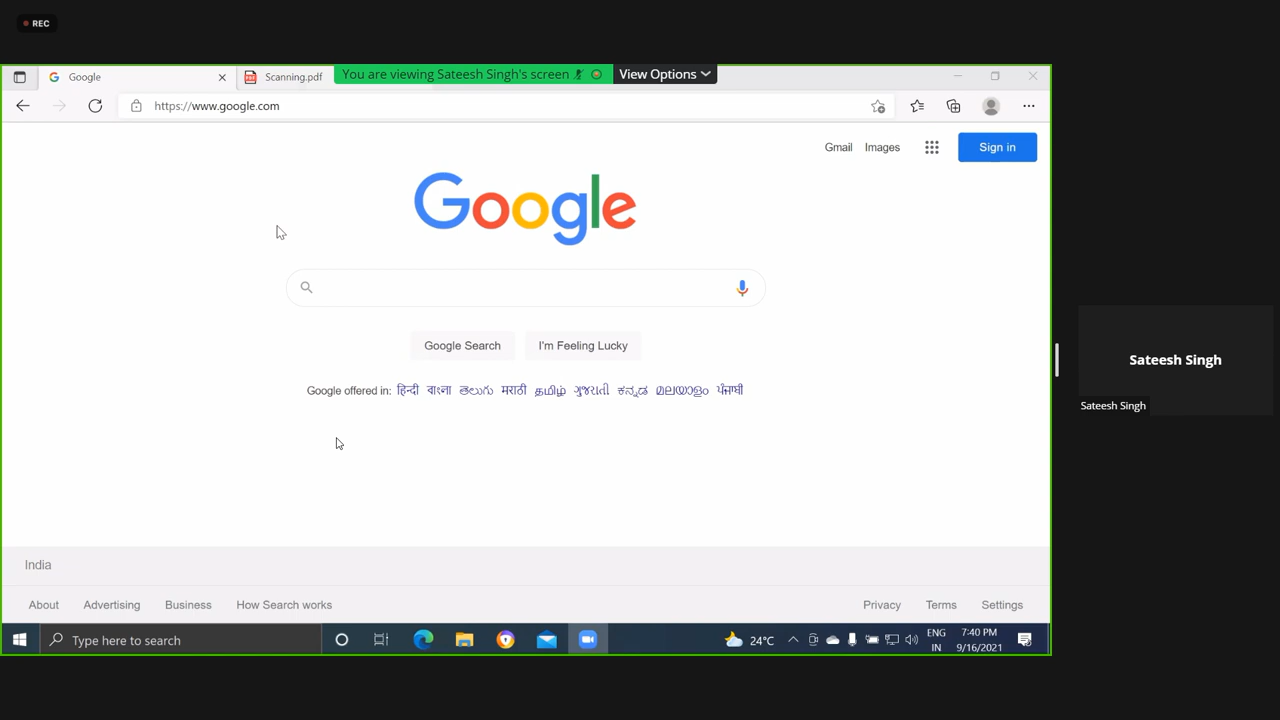 REC
Google
Scanning.pdf
You are viewing Sateesh Singh's screen
View Options
https://www.google.com
Gmail Images
Sign in
Google
Google Search
I'm Feeling Lucky
Google offered in: हिन्दी বাংলা తెలుగు मराठी தமிழ் ગુજરાતી ಕನ್ನಡ മലയാളം ਪੰਜਾਬੀ
Sateesh Singh
Sateesh Singh
India
About Advertising Business How Search works
Privacy Terms Settings
Type here to search
24°C
ENG
IN
7:40 PM
9/16/2021